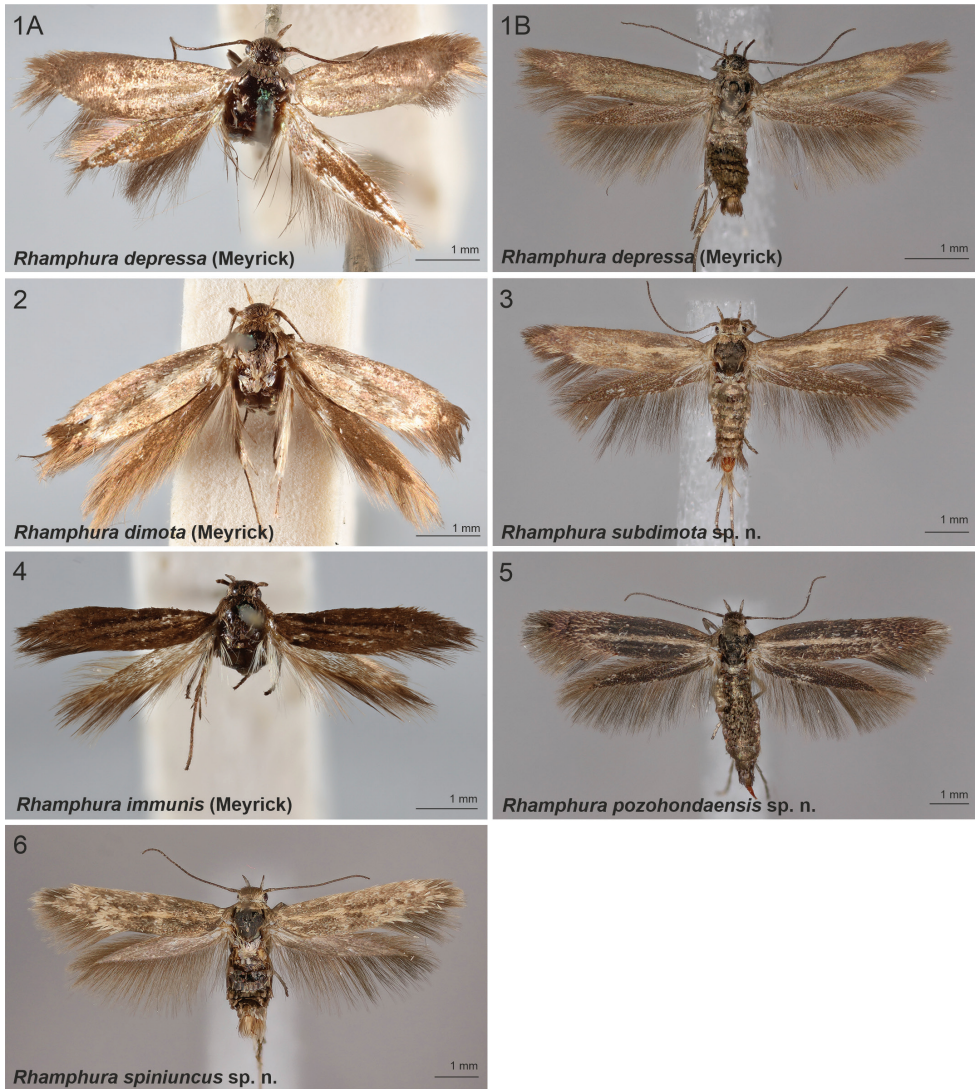 1A
Rhamphura depressa (Meyrick)
1 mm
1B
Rhamphura depressa (Meyrick)
1 mm
2
Rhamphura dimota (Meyrick)
1 mm
3
Rhamphura subdimota sp. n.
1 mm
4
Rhamphura immunis (Meyrick)
1 mm
5
Rhamphura pozohondaensis sp. n.
1 mm
6
Rhamphura spiniuncus sp. n.
1 mm